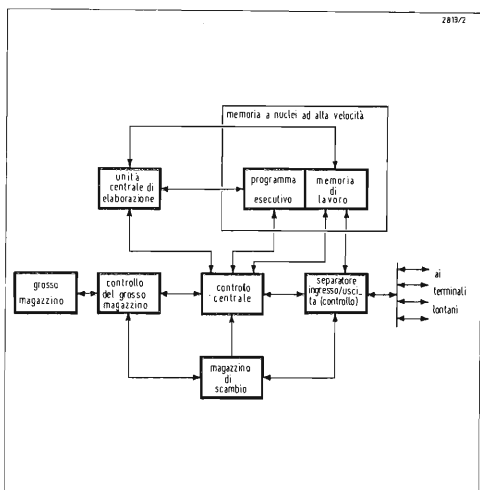 2813/2
memoria a nuclei ad alta velocità
unità
centrale di
elaborazione
programma
esecutivo
memoria
di
lavoro
grosso
magazzino
controllo
del grosso
magazzino
controllo
centrale
separatore
ingresso/usci_
ta (controllo)
ai
terminali
lontani
magazzino
di
scambio